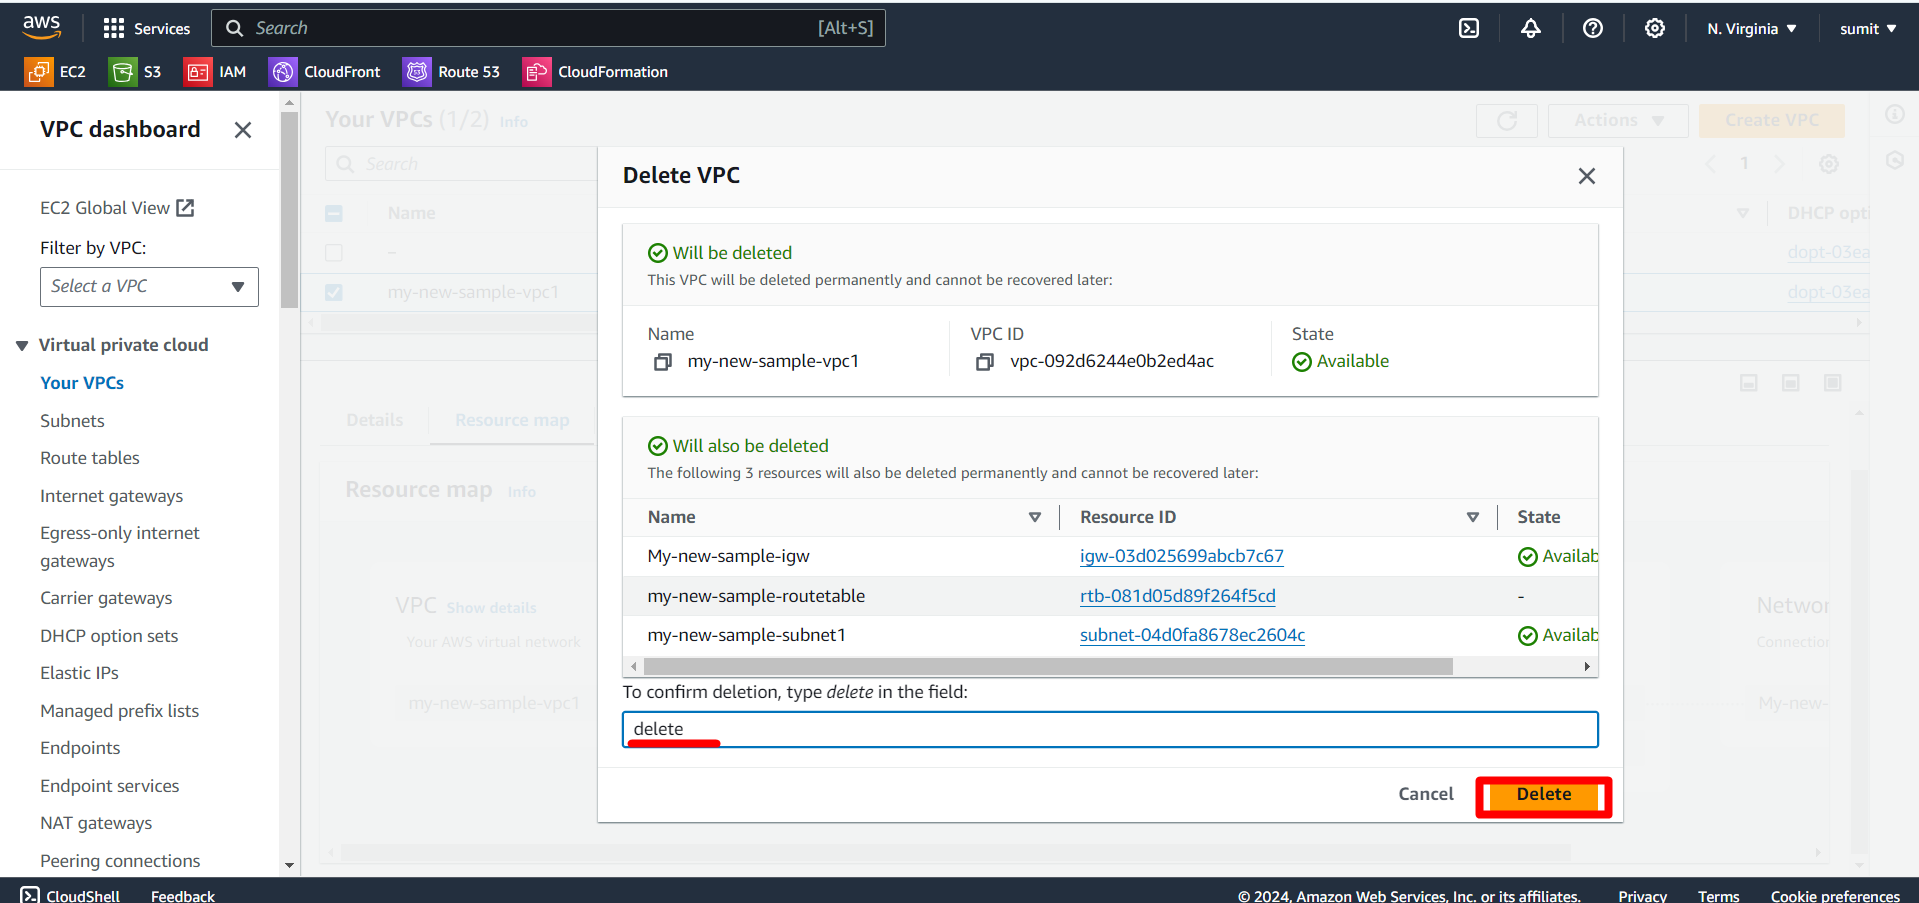 aws
Services
Search
[Alt+S]
N. Virginia
sumit
EC2
S3
IAM
CloudFront
Route 53
CloudFormation
VPC dashboard
EC2 Global View
Filter by VPC:
Select a VPC
Virtual private cloud
Your VPCs
Subnets
Route tables
Internet gateways
Egress-only internet
gateways
Carrier gateways
DHCP option sets
Elastic IPs
Managed prefix lists
Endpoints
Endpoint services
NAT gateways
Peering connections
Your VPCs (1/2) Info
Actions
Create VPC
Search
1
Name
DHCP opti
–
dopt-03ea
my-new-sample-vpc1
dopt-03ea
Details
Resource map
Resource map Info
VPC Show details
Your AWS virtual network
my-new-sample-vpc1
Networ
Connection
My-new-
Delete VPC
Will be deleted
This VPC will be deleted permanently and cannot be recovered later:
Name
VPC ID
State
my-new-sample-vpc1
vpc-092d6244e0b2ed4ac
Available
Will also be deleted
The following 3 resources will also be deleted permanently and cannot be recovered later:
Name
Resource ID
State
My-new-sample-igw
igw-03d025699abcb7c67
Availab
my-new-sample-routetable
rtb-081d05d89f264f5cd
-
my-new-sample-subnet1
subnet-04d0fa8678ec2604c
Availab
To confirm deletion, type delete in the field:
delete
Cancel
Delete
CloudShell
Feedback
© 2024, Amazon Web Services, Inc. or its affiliates.
Privacy
Terms
Cookie preferences